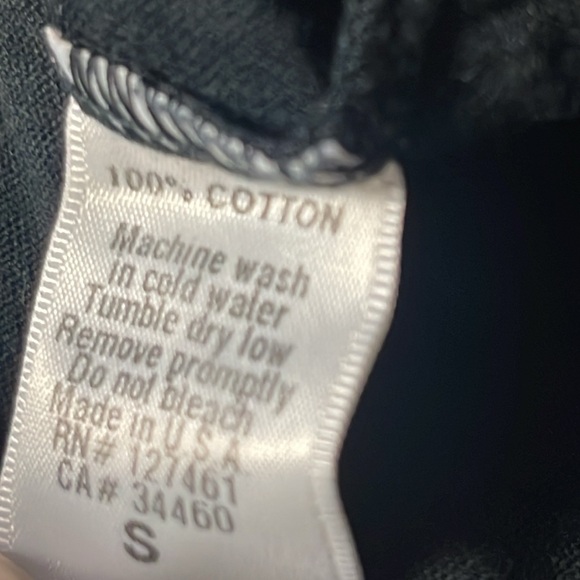 100% COTTON
Machine wash
in cold water
Tumble dry low
Remove promptly
Do not bleach
Made in U S A
RN# 127461
CA# 34460
S